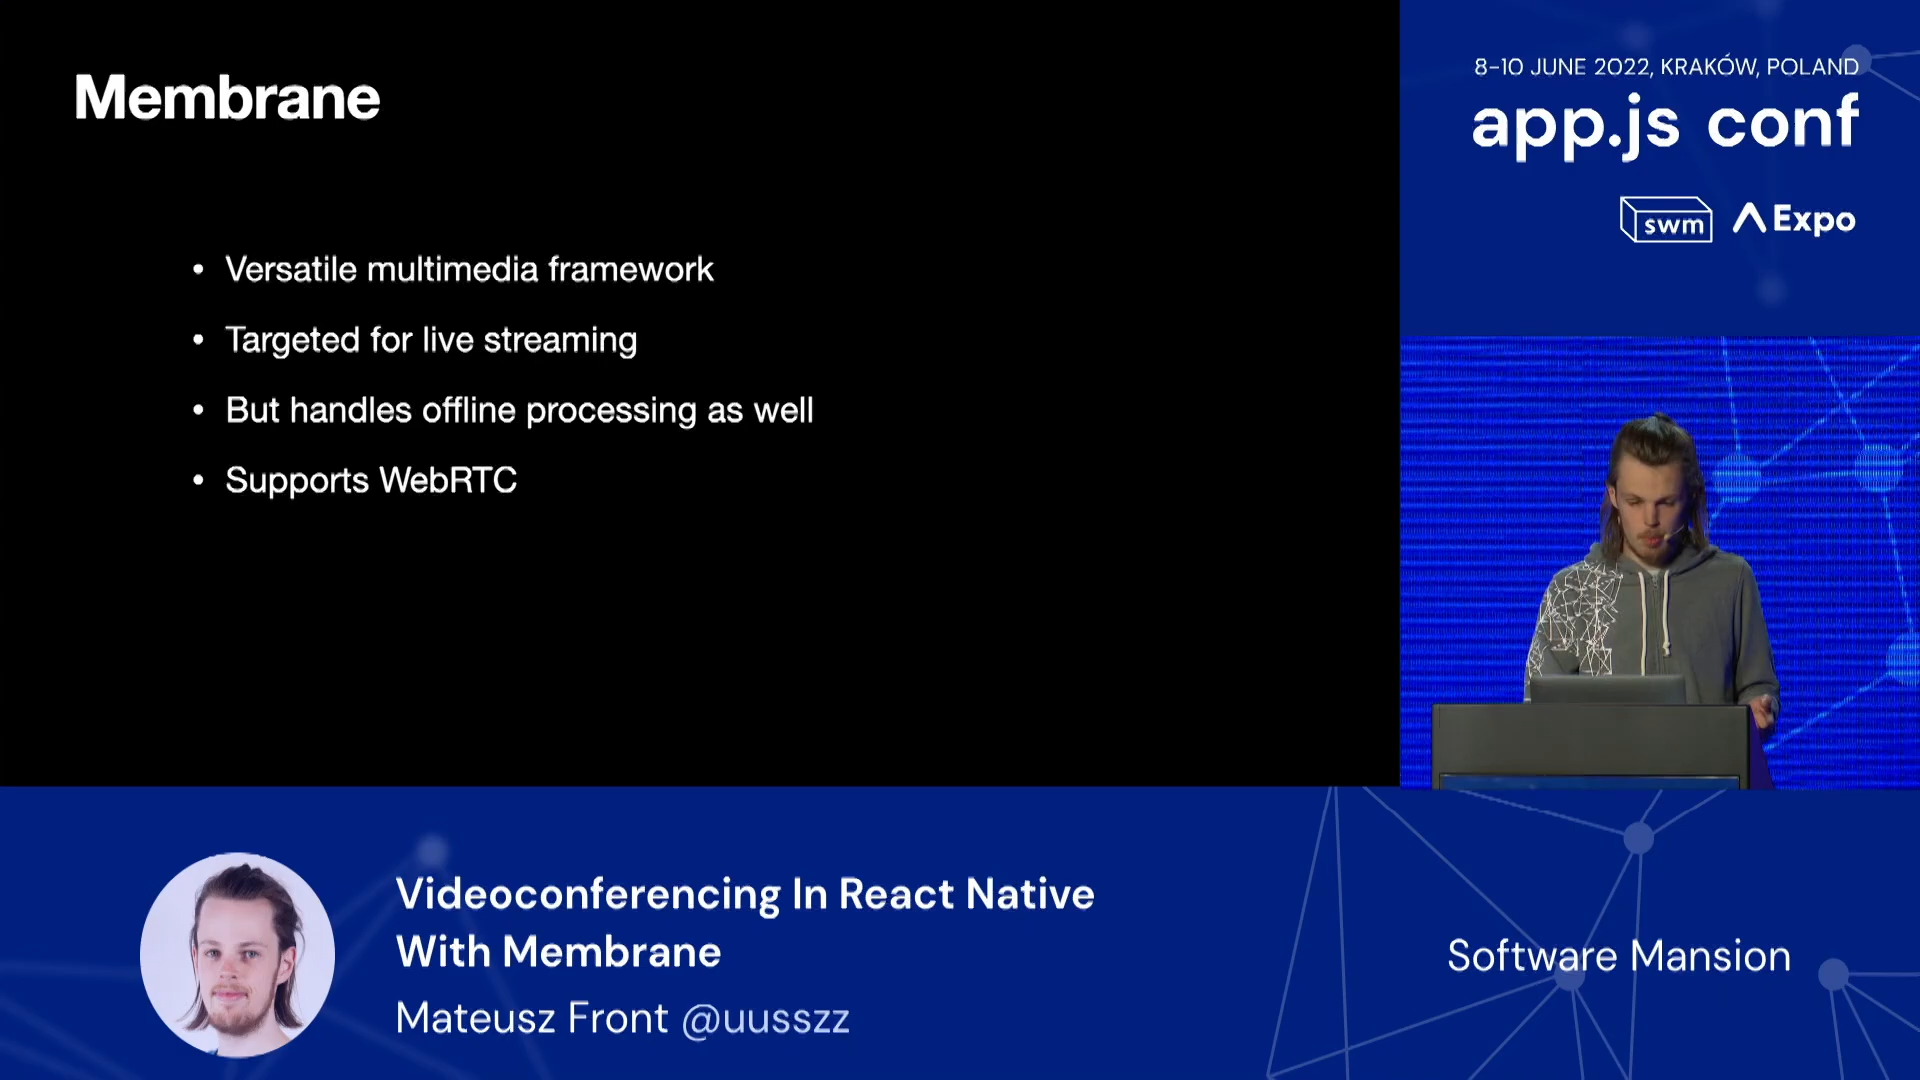 Membrane
• Versatile multimedia framework
• Targeted for live streaming
• But handles offline processing as well
• Supports WebRTC
8-10 JUNE 2022, KRAKÓW, POLAND
app.js conf
swm
Expo
Videoconferencing In React Native
With Membrane
Mateusz Front @uusszz
Software Mansion